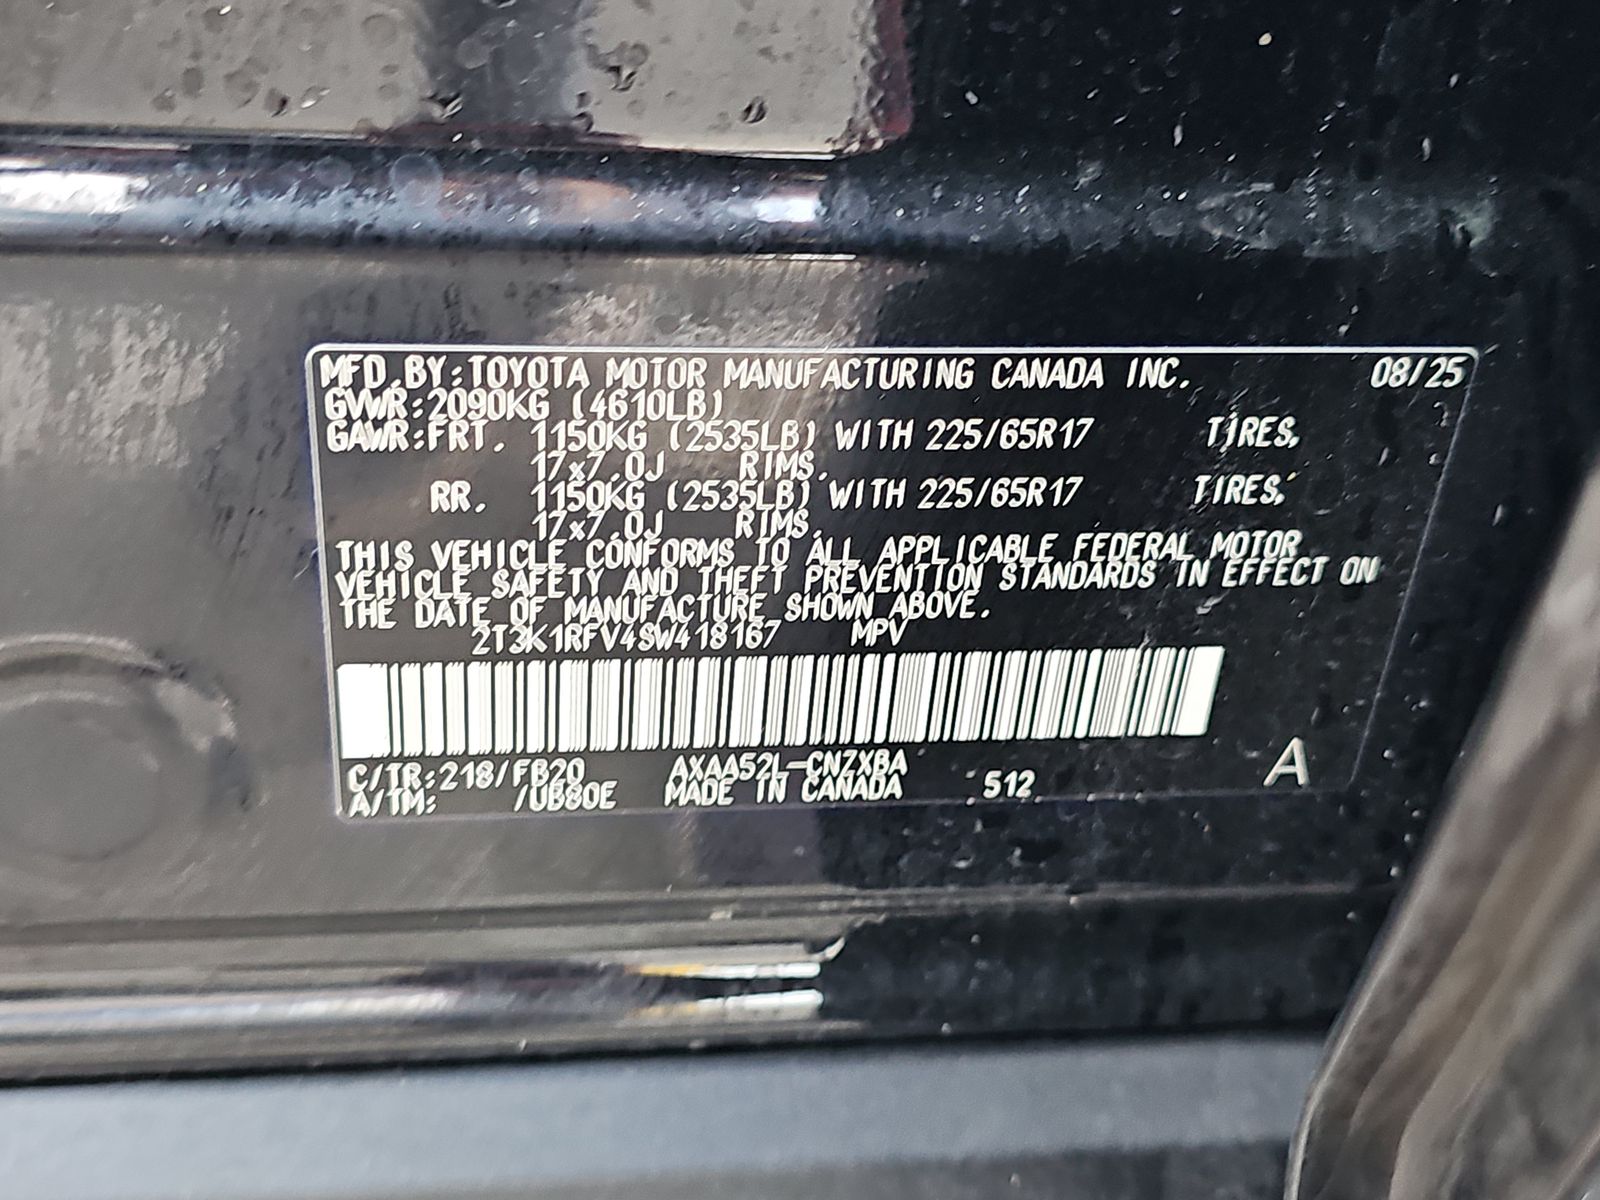 MFD.BY:TOYOTA MOTOR MANUFACTURING CANADA INC. 08/25
GVWR:2090KG (4610LB)
GAWR:FRT. 1150KG (2535LB) WITH 225/65R17 TIRES,
17x7.0J RIMS.
RR. 1150KG (2535LB) WITH 225/65R17 TIRES,
17x7.0J RIMS.
THIS VEHICLE CONFORMS TO ALL APPLICABLE FEDERAL MOTOR
VEHICLE SAFETY AND THEFT PREVENTION STANDARDS IN EFFECT ON
THE DATE OF MANUFACTURE SHOWN ABOVE.
2T3K1RFV4SW418167 MPV
C/TR:218/FB20 AXAA52L-CNZXBA
A/TM: /UB80E MADE IN CANADA 512 A